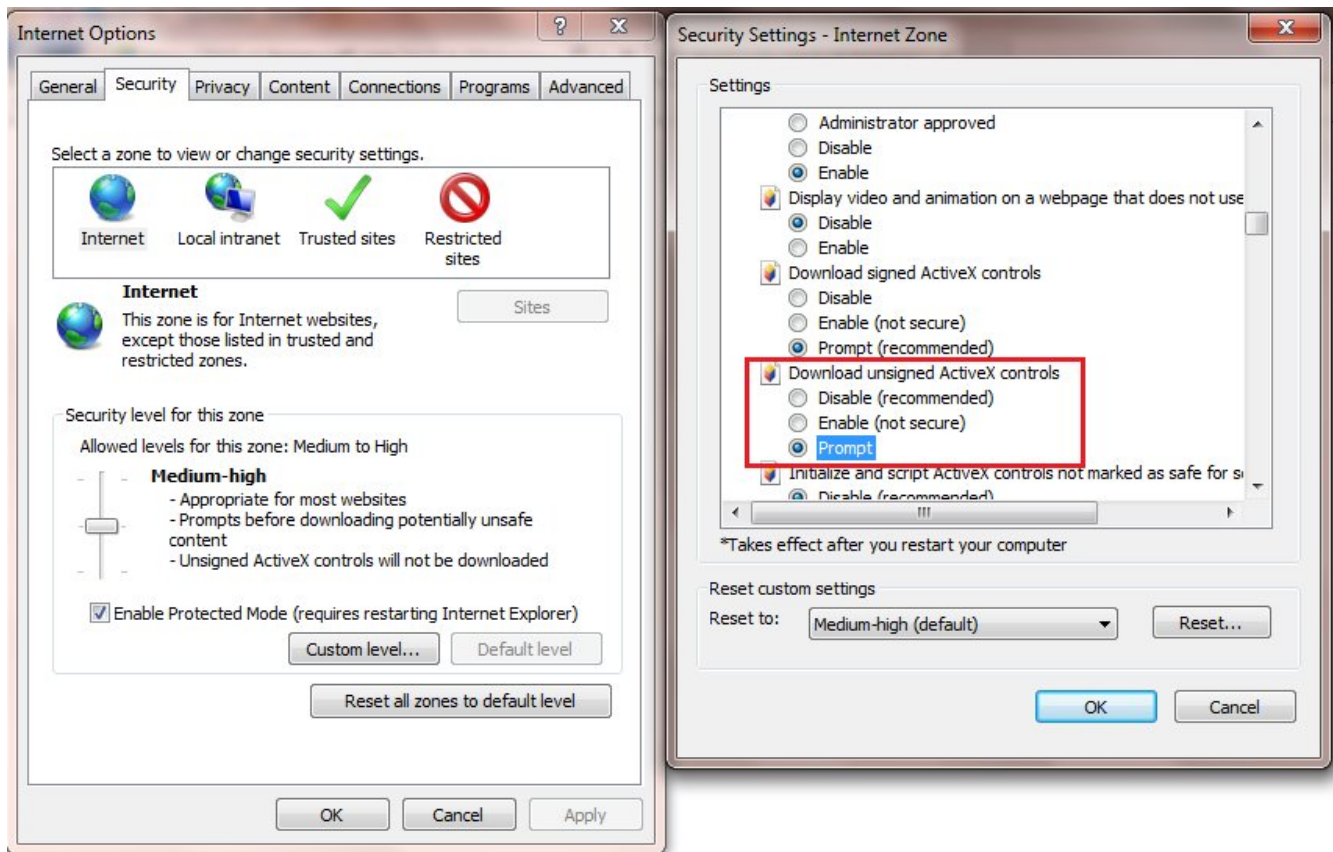 Internet Options
General Security Privacy Content Connections Programs Advanced
Select a zone to view or change security settings.
Internet Local intranet Trusted sites Restricted
sites
Internet
Sites
This zone is for Internet websites,
except those listed in trusted and
restricted zones.
Security level for this zone
Allowed levels for this zone: Medium to High
Medium-high
- Appropriate for most websites
- Prompts before downloading potentially unsafe
content
- Unsigned ActiveX controls will not be downloaded
Enable Protected Mode (requires restarting Internet Explorer)
Custom level... Default level
Reset all zones to default level
OK Cancel Apply
Security Settings - Internet Zone
Settings
Administrator approved
Disable
Enable
Display video and animation on a webpage that does not use
Disable
Enable
Download signed ActiveX controls
Disable
Enable (not secure)
Prompt (recommended)
Download unsigned ActiveX controls
Disable (recommended)
Enable (not secure)
Prompt
Initialize and script ActiveX controls not marked as safe for
Disable (recommended)
*Takes effect after you restart your computer
Reset custom settings
Reset to: Medium-high (default) Reset...
OK Cancel